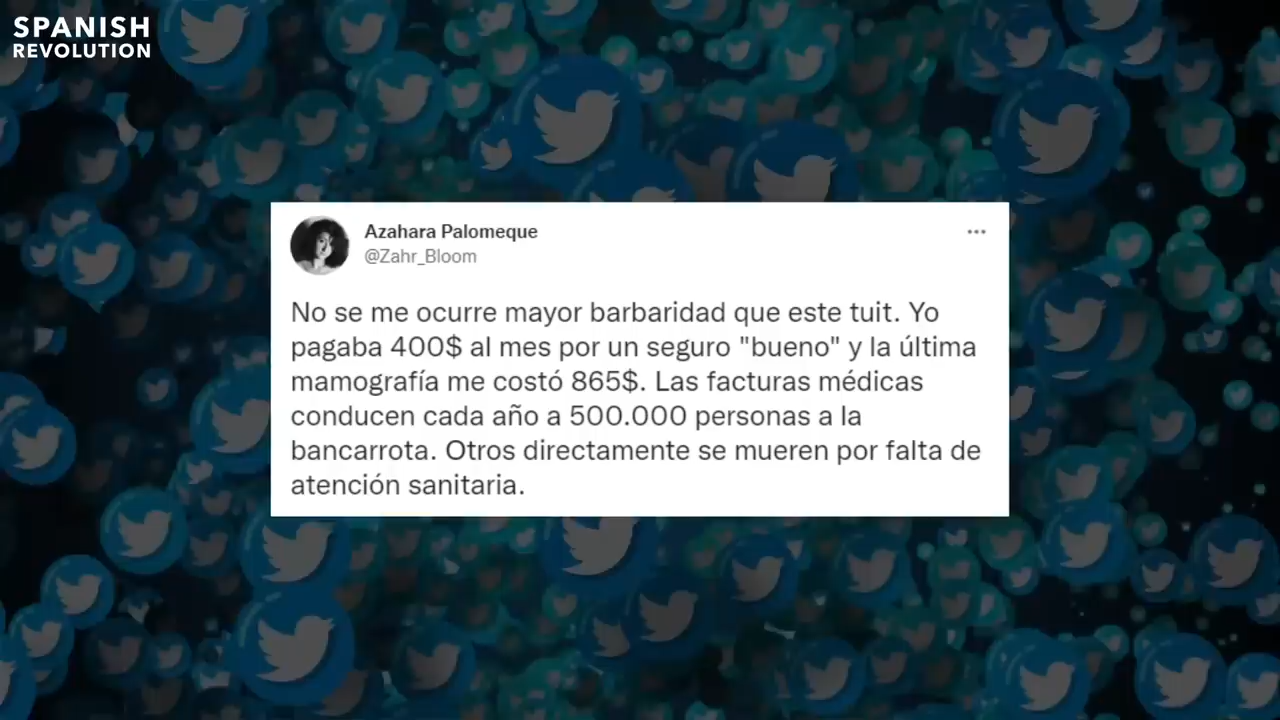 SPANISH
REVOLUTION
Azahara Palomeque
@Zahr_Bloom
No se me ocurre mayor barbaridad que este tuit. Yo
pagaba 400$ al mes por un seguro "bueno" y la última
mamografía me costó 865$. Las facturas médicas
conducen cada año a 500.000 personas a la
bancarrota. Otros directamente se mueren por falta de
atención sanitaria.